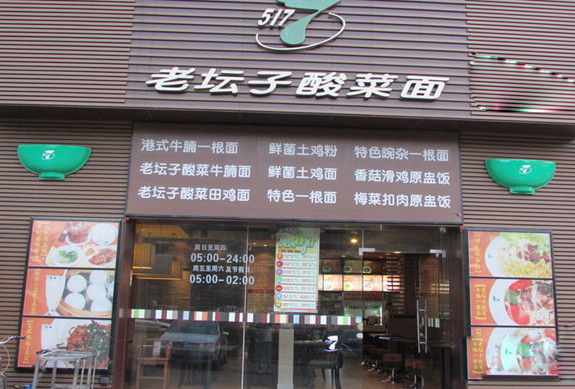 517
老坛子酸菜面
港式牛腩一根面 鲜菌土鸡粉 特色豌杂一根面
老坛子酸菜牛腩面 鲜菌土鸡面 香菇滑鸡原盅饭
老坛子酸菜田鸡面 特色一根面 梅菜扣肉原盅饭
周日至周四
05:00-24:00
周五至周六及节假日
05:00-02:00